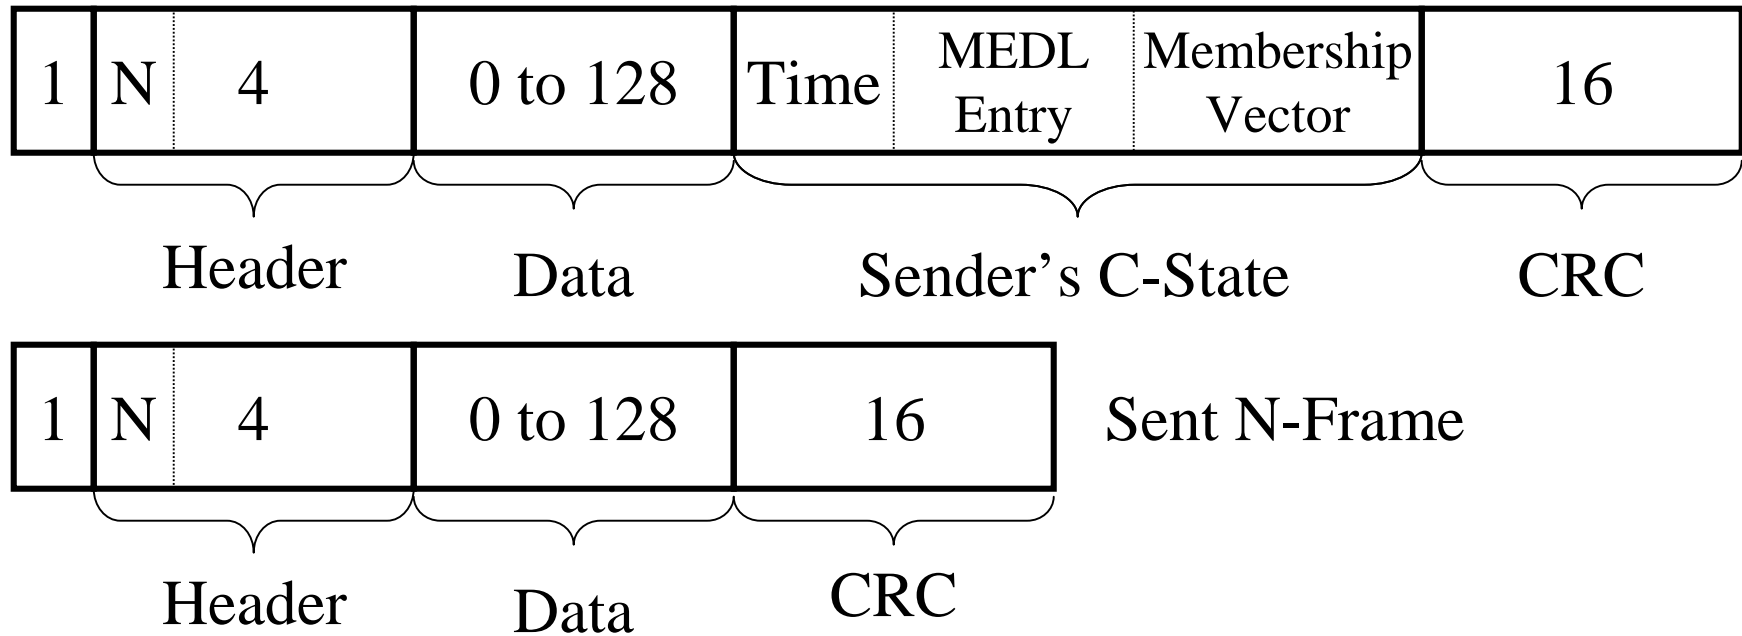 1 N 4 0 to 128 Time MEDL Entry Membership Vector 16
Header Data Sender’s C-State CRC
1 N 4 0 to 128 16 Sent N-Frame
Header Data CRC